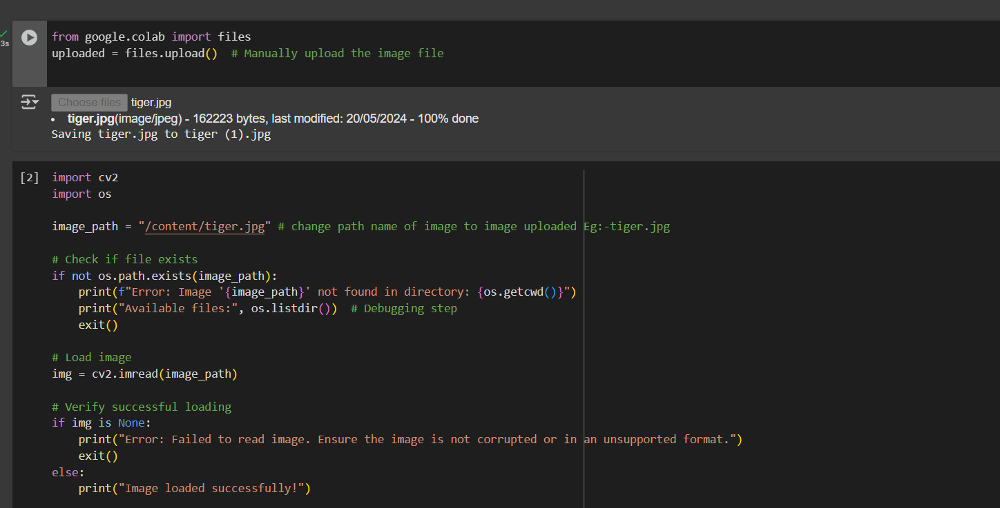 3s
from google.colab import files
uploaded = files.upload()  # Manually upload the image file
Choose files tiger.jpg
• tiger.jpg(image/jpeg) - 162223 bytes, last modified: 20/05/2024 - 100% done
Saving tiger.jpg to tiger (1).jpg
[2] import cv2
import os
image_path = "/content/tiger.jpg" # change path name of image to image uploaded Eg:-tiger.jpg
# Check if file exists
if not os.path.exists(image_path):
    print(f"Error: Image '{image_path}' not found in directory: {os.getcwd()}")
    print("Available files:", os.listdir())  # Debugging step
    exit()
# Load image
img = cv2.imread(image_path)
# Verify successful loading
if img is None:
    print("Error: Failed to read image. Ensure the image is not corrupted or in an unsupported format.")
    exit()
else:
    print("Image loaded successfully!")